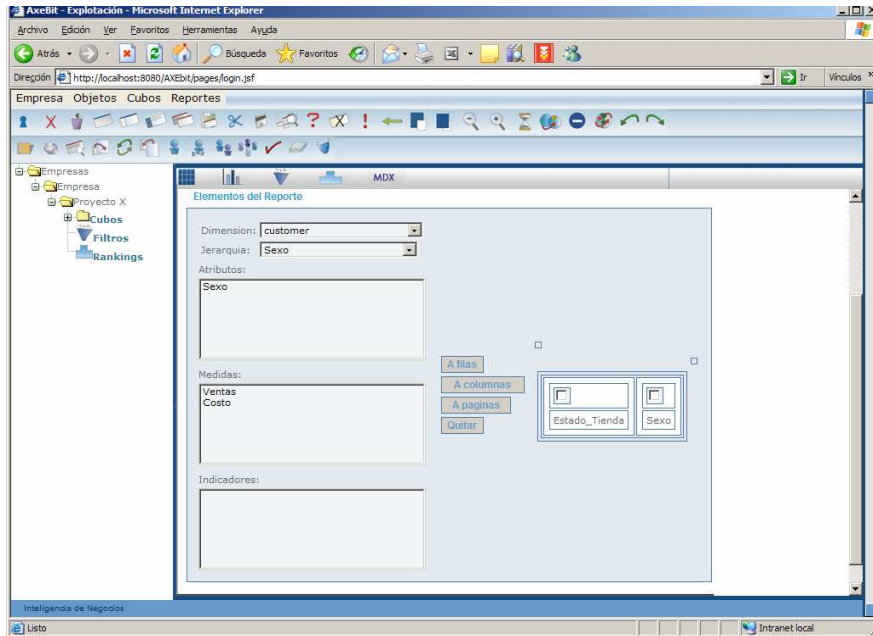 AxeBit - Explotación - Microsoft Internet Explorer
Archivo Edición Ver Favoritos Herramientas Ayuda
Atrás Búsqueda Favoritos
Dirección http://localhost:8080/AXEbit/pages/login.jsf Ir Vínculos »
Empresa Objetos Cubos Reportes
Empresas
Empresa
Proyecto X
Cubos
Filtros
Rankings
MDX
Elementos del Reporte
Dimension: customer
Jerarquia: Sexo
Atributos:
Sexo
Medidas:
Ventas
Costo
Indicadores:
A filas
A columnas
A paginas
Quitar
Estado_Tienda Sexo
Inteligencia de Negocios
Listo Intranet local